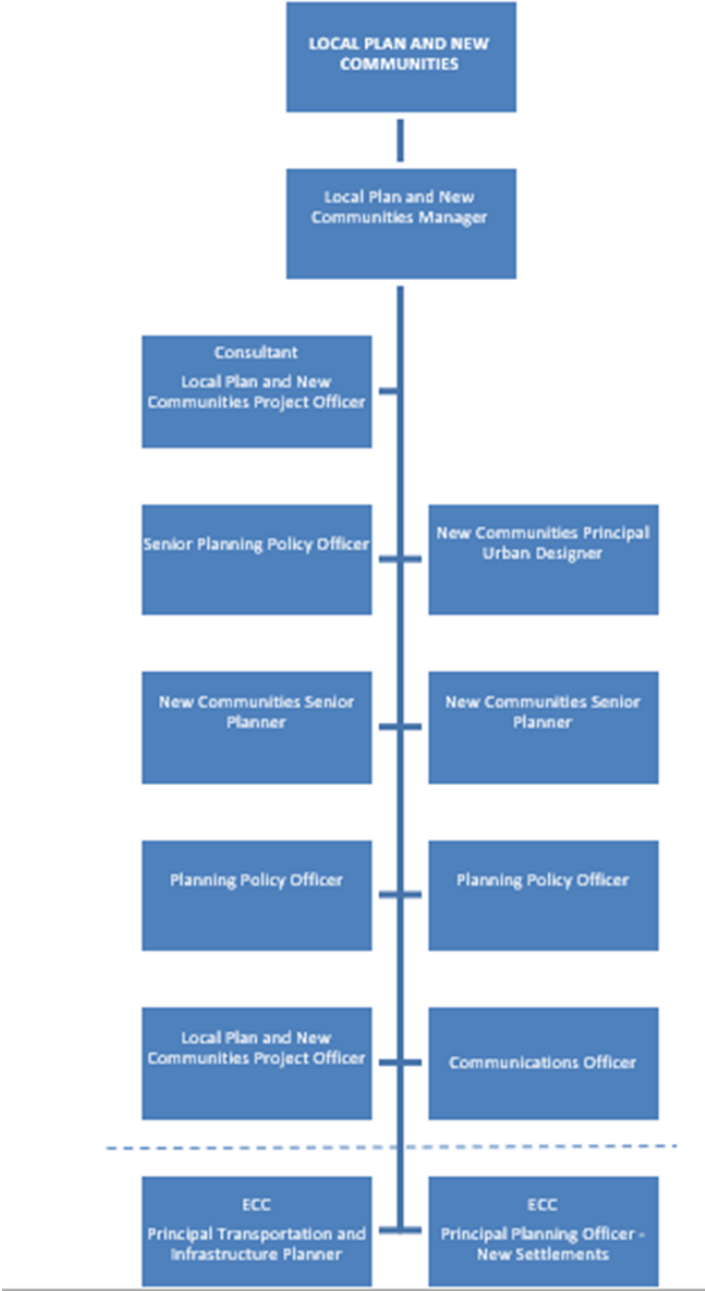 LOCAL PLAN AND NEW
COMMUNITIES
Local Plan and New
Communities Manager
Consultant
Local Plan and New
Communities Project Officer
Senior Planning Policy Officer
New Communities Principal
Urban Designer
New Communities Senior
Planner
New Communities Senior
Planner
Planning Policy Officer
Planning Policy Officer
Local Plan and New
Communities Project Officer
Communications Officer
ECC
Principal Transportation and
Infrastructure Planner
ECC
Principal Planning Officer -
New Settlements